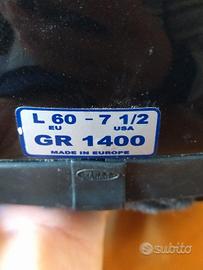 L 60 - 7 1/2
EU USA
GR 1400
MADE IN EUROPE
subito